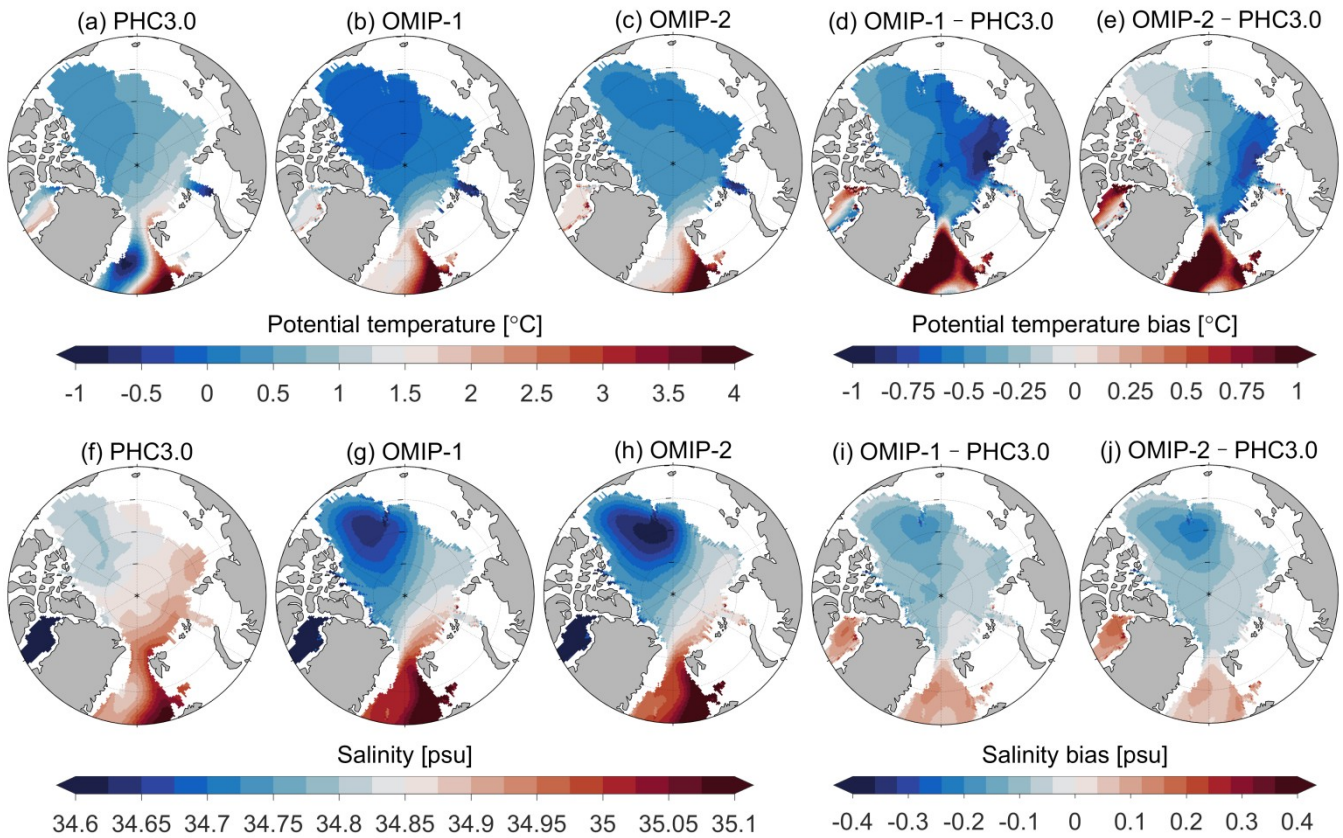 (a) PHC3.0 (b) OMIP-1 (c) OMIP-2 (d) OMIP-1 − PHC3.0 (e) OMIP-2 − PHC3.0
Potential temperature [°C] Potential temperature bias [°C]
-1 -0.5 0 0.5 1 1.5 2 2.5 3 3.5 4 -1 -0.75 -0.5 -0.25 0 0.25 0.5 0.75 1
(f) PHC3.0 (g) OMIP-1 (h) OMIP-2 (i) OMIP-1 − PHC3.0 (j) OMIP-2 − PHC3.0
Salinity [psu] Salinity bias [psu]
34.6 34.65 34.7 34.75 34.8 34.85 34.9 34.95 35 35.05 35.1 -0.4 -0.3 -0.2 -0.1 0 0.1 0.2 0.3 0.4